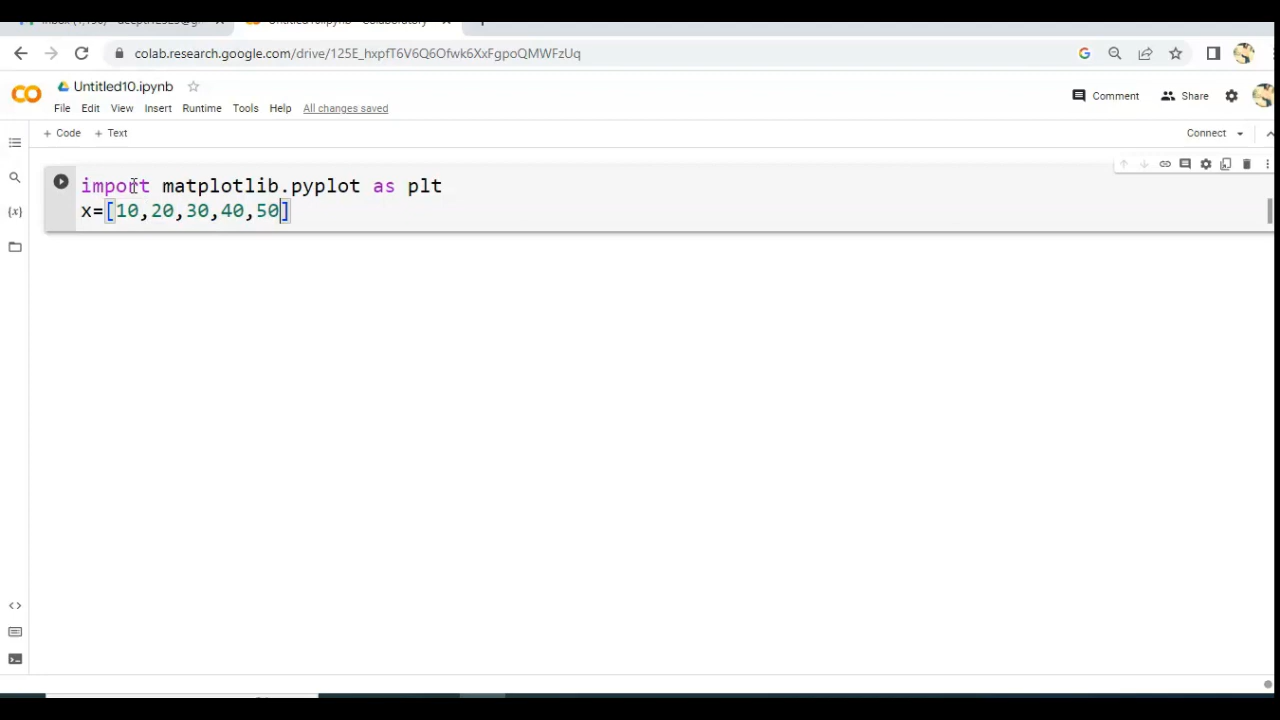 colab.research.google.com/drive/125E_hxpfT6V6Q6Ofwk6XxFgpoQMWFzUq
Untitled10.ipynb
Comment
Share
File Edit View Insert Runtime Tools Help All changes saved
+ Code + Text
Connect
import matplotlib.pyplot as plt
{x}
x=[10,20,30,40,50]